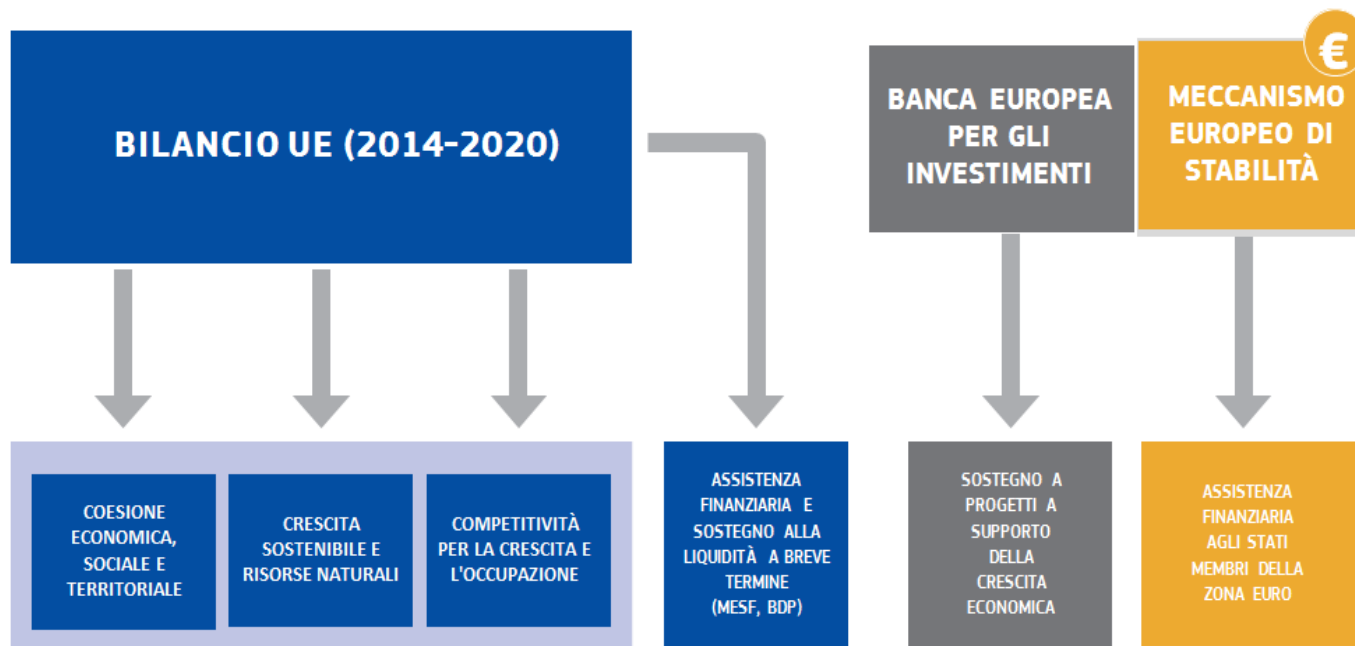 BILANCIO UE (2014-2020)
BANCA EUROPEA
PER GLI
INVESTIMENTI
€
MECCANISMO
EUROPEO DI
STABILITÀ
COESIONE
ECONOMICA,
SOCIALE E
TERRITORIALE
CRESCITA
SOSTENIBILE E
RISORSE NATURALI
COMPETITIVITÀ
PER LA CRESCITA E
L'OCCUPAZIONE
ASSISTENZA
FINANZIARIA E
SOSTEGNO ALLA
LIQUIDITÀ A BREVE
TERMINE
(MESF, BDP)
SOSTEGNO A
PROGETTI A
SUPPORTO
DELLA
CRESCITA
ECONOMICA
ASSISTENZA
FINANZIARIA
AGLI STATI
MEMBRI DELLA
ZONA EURO